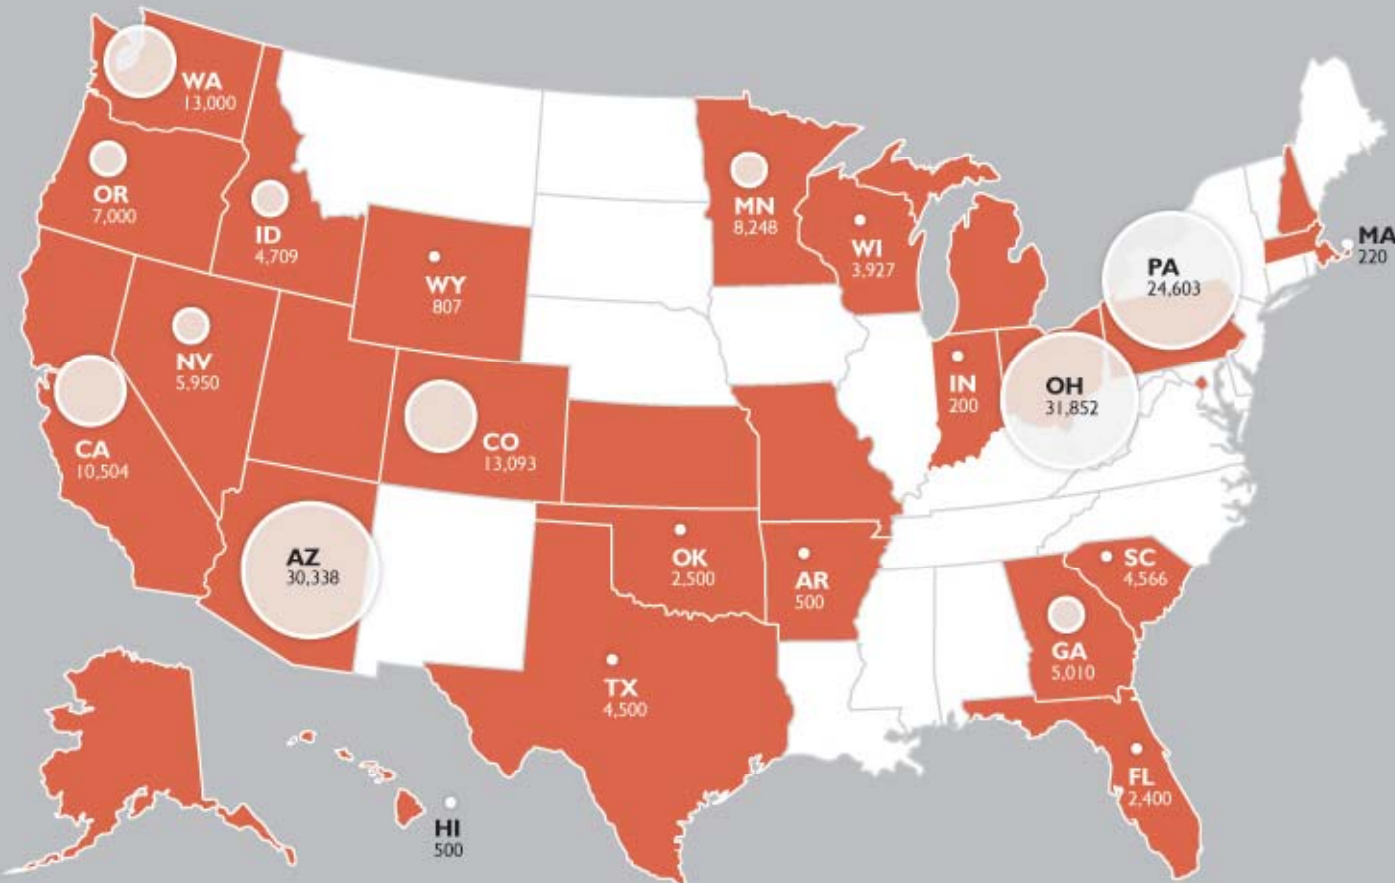 WA
13,000
OR
7,000
ID
4,709
MN
8,248
WI
3,927
MA
220
PA
24,603
WY
807
NV
5,950
IN
200
OH
31,852
CA
10,504
CO
13,093
AZ
30,338
OK
2,500
AR
500
SC
4,566
GA
5,010
TX
4,500
FL
2,400
HI
500